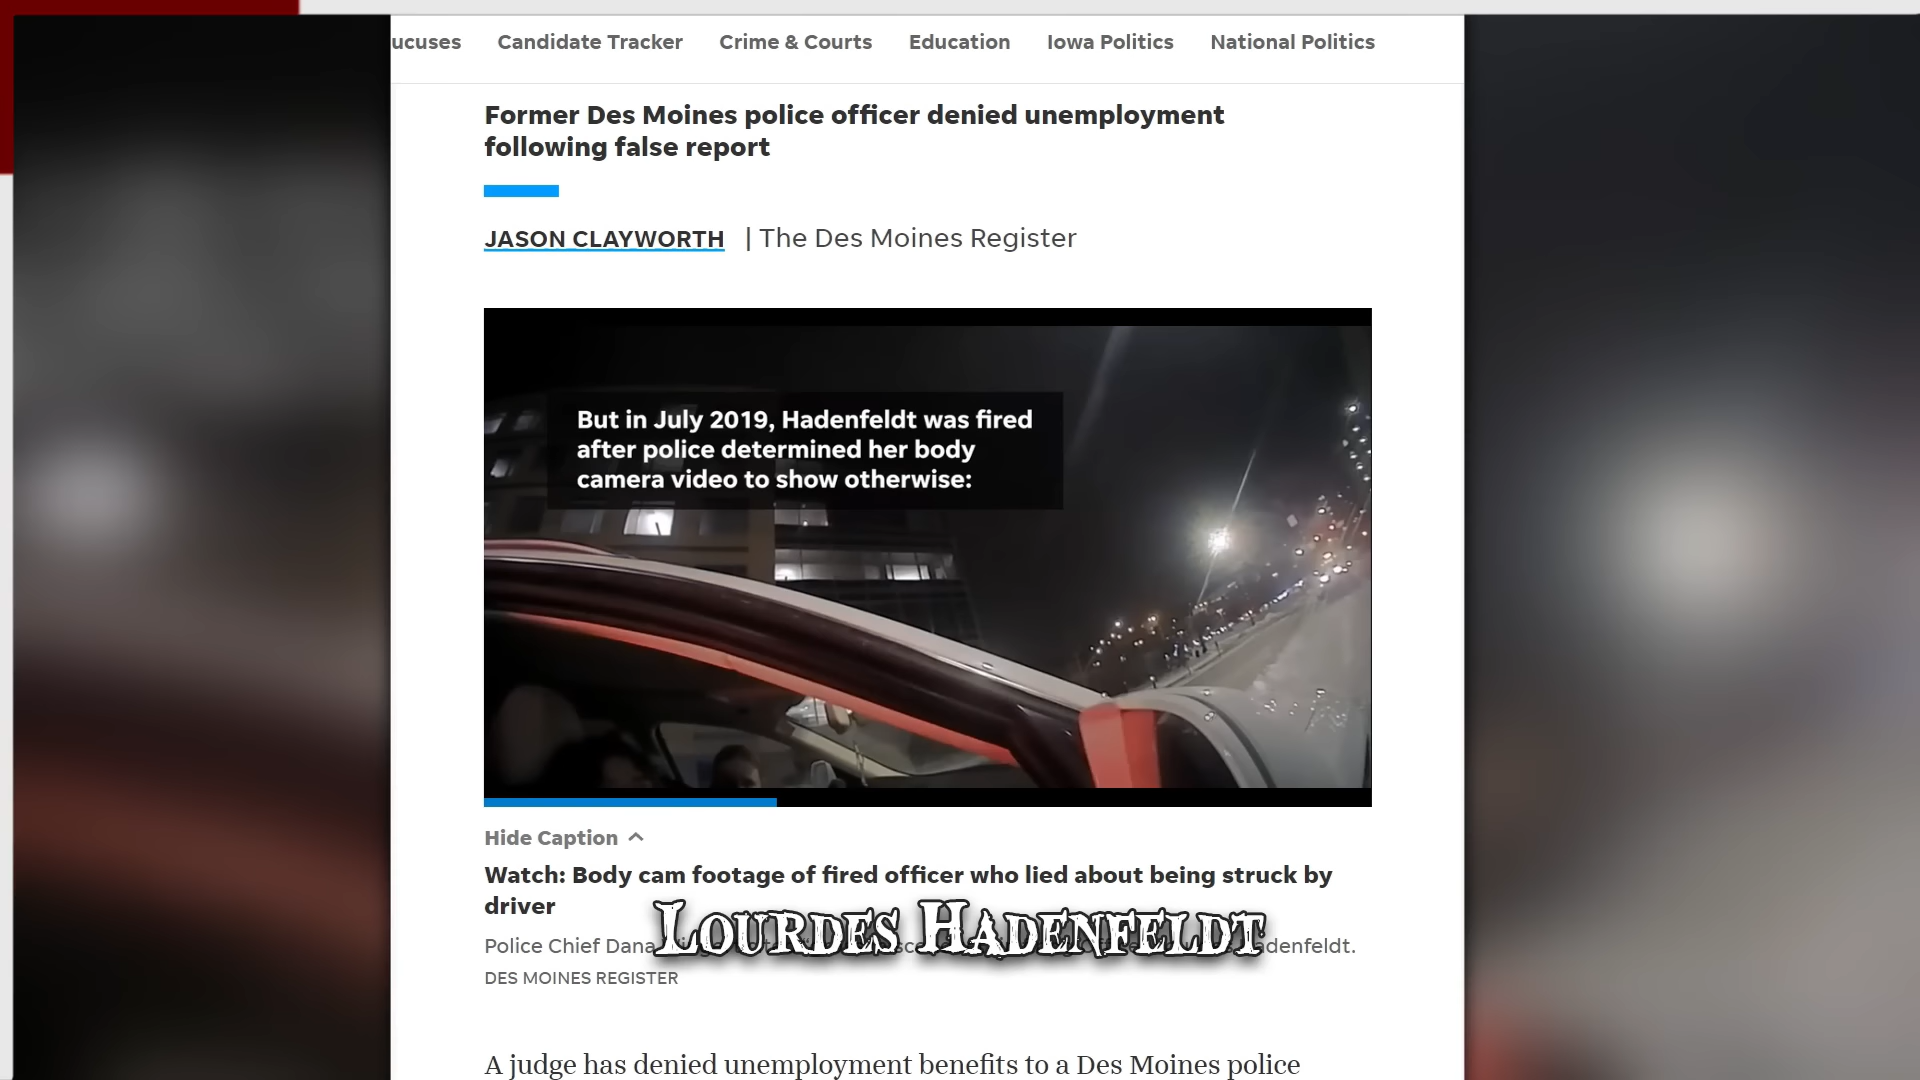 ucuses Candidate Tracker Crime & Courts Education Iowa Politics National Politics
Former Des Moines police officer denied unemployment
following false report
JASON CLAYWORTH | The Des Moines Register
But in July 2019, Hadenfeldt was fired
after police determined her body
camera video to show otherwise:
Hide Caption
Watch: Body cam footage of fired officer who lied about being struck by
driver
Lourdes Hadenfeldt
Police Chief Dana adenfeldt.
DES MOINES REGISTER
A judge has denied unemployment benefits to a Des Moines police